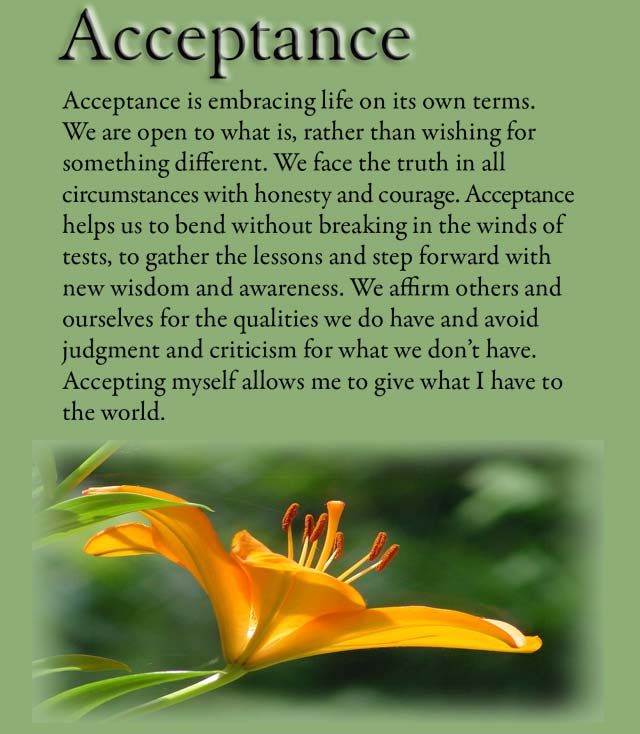 Acceptance
Acceptance is embracing life on its own terms.
We are open to what is, rather than wishing for
something different. We face the truth in all
circumstances with honesty and courage. Acceptance
helps us to bend without breaking in the winds of
tests, to gather the lessons and step forward with
new wisdom and awareness. We affirm others and
ourselves for the qualities we do have and avoid
judgment and criticism for what we don’t have.
Accepting myself allows me to give what I have to
the world.